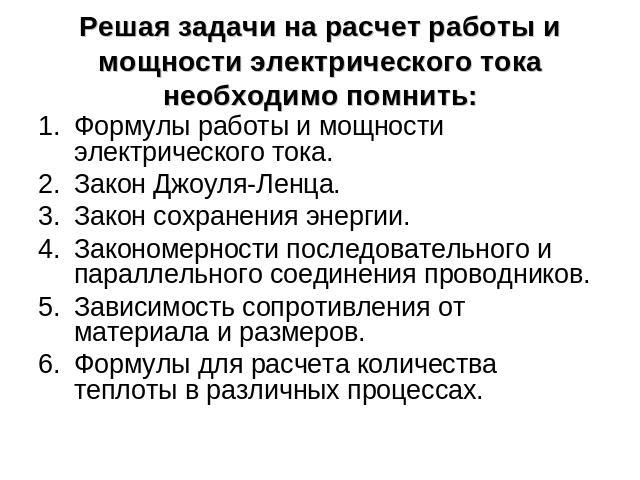 Решая задачи на расчет работы и
мощности электрического тока
необходимо помнить:
1. Формулы работы и мощности
электрического тока.
2. Закон Джоуля-Ленца.
3. Закон сохранения энергии.
4. Закономерности последовательного и
параллельного соединения проводников.
5. Зависимость сопротивления от
материала и размеров.
6. Формулы для расчета количества
теплоты в различных процессах.